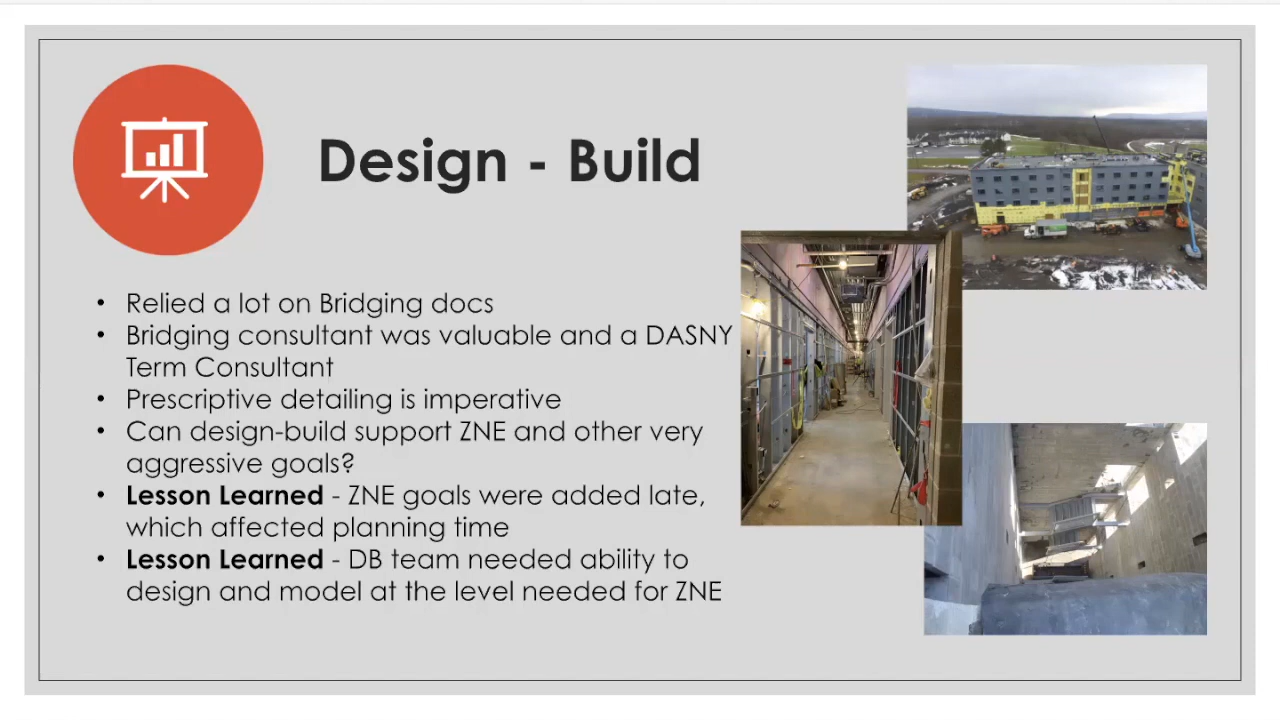 Design - Build
• Relied a lot on Bridging docs
• Bridging consultant was valuable and a DASNY
Term Consultant
• Prescriptive detailing is imperative
• Can design-build support ZNE and other very
aggressive goals?
• Lesson Learned - ZNE goals were added late,
which affected planning time
• Lesson Learned - DB team needed ability to
design and model at the level needed for ZNE